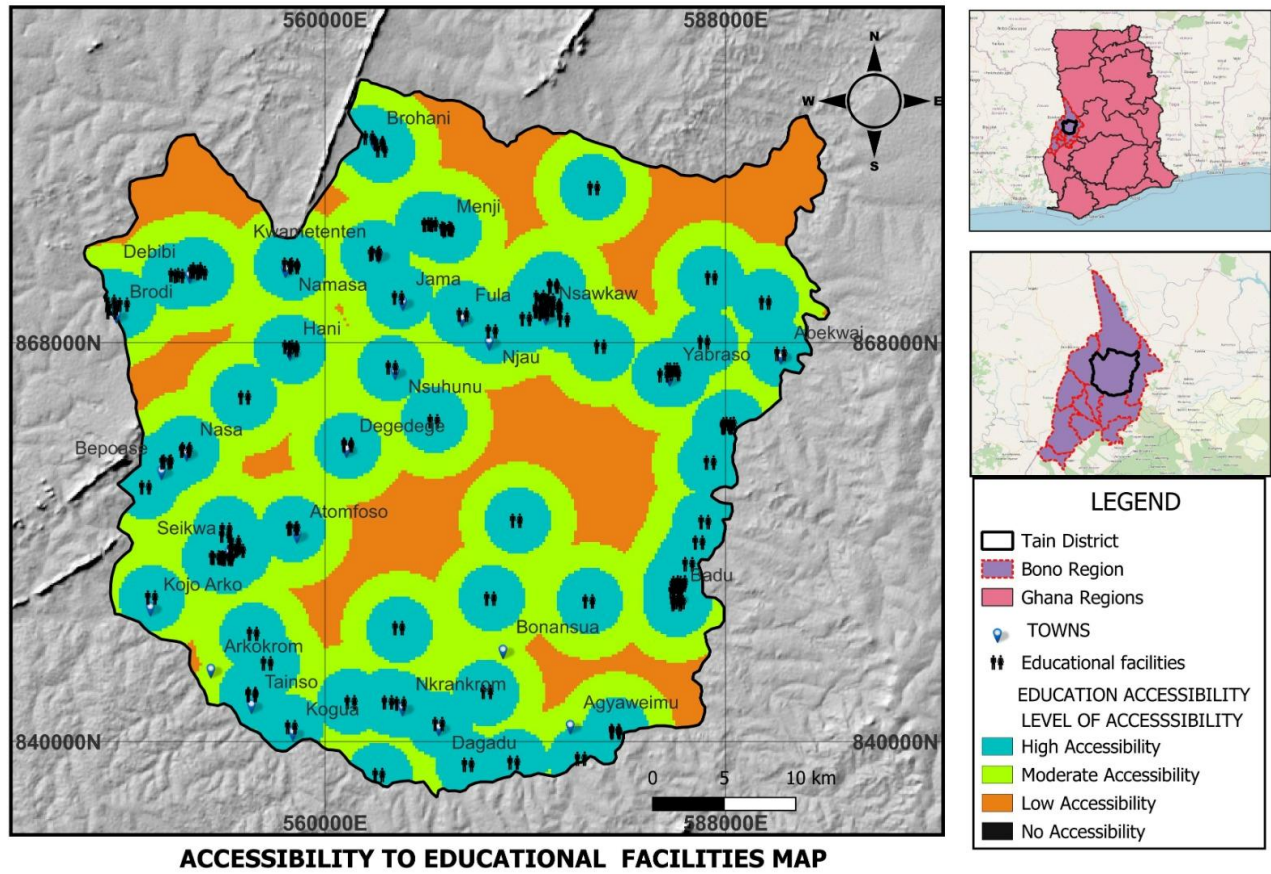 560000E
588000E
N
W
E
S
Brohani
Menji
Kwametenten
Debibi
Namasa
Jama
Brodi
Fula
Nsawkaw
Hani
868000N
868000N
Njau
Yabraso
Abekwai
Nsuhunu
Nasa
Degedege
Bepoase
Atomfoso
Seikwa
Kojo Arko
Badu
Bonansua
Arkokrom
Tainso
Nkrankrom
Kogua
Agyaweimu
840000N
840000N
Dagadu
0 5 10 km
560000E
588000E
ACCESSIBILITY TO EDUCATIONAL FACILITIES MAP
LEGEND
Tain District
Bono Region
Ghana Regions
TOWNS
Educational facilities
EDUCATION ACCESSIBILITY
LEVEL OF ACCESSSIBILITY
High Accessibility
Moderate Accessibility
Low Accessibility
No Accessibility